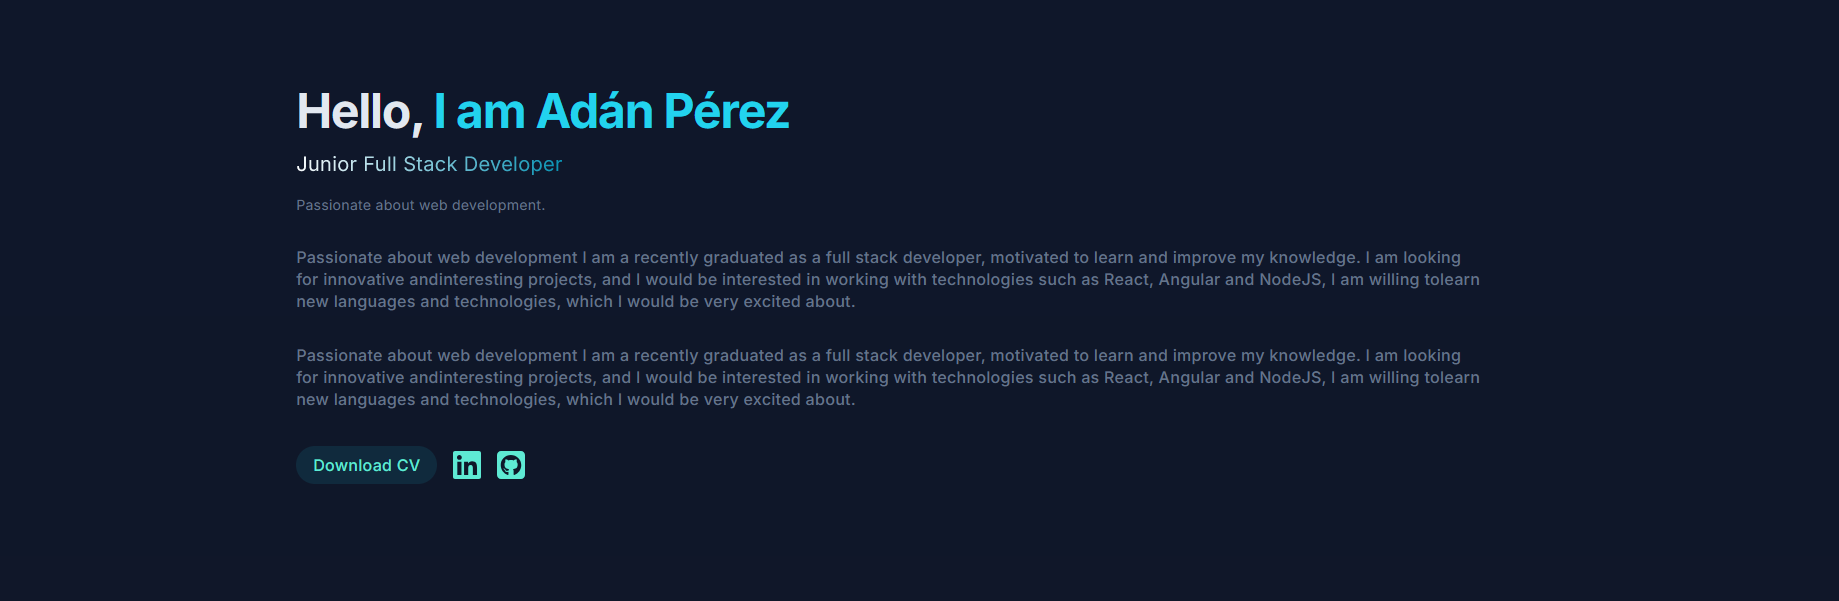 Hello, I am Adán Pérez
Junior Full Stack Developer
Passionate about web development.
Passionate about web development I am a recently graduated as a full stack developer, motivated to learn and improve my knowledge. I am looking
for innovative andinteresting projects, and I would be interested in working with technologies such as React, Angular and NodeJS, I am willing tolearn
new languages and technologies, which I would be very excited about.
Passionate about web development I am a recently graduated as a full stack developer, motivated to learn and improve my knowledge. I am looking
for innovative andinteresting projects, and I would be interested in working with technologies such as React, Angular and NodeJS, I am willing tolearn
new languages and technologies, which I would be very excited about.
Download CV in